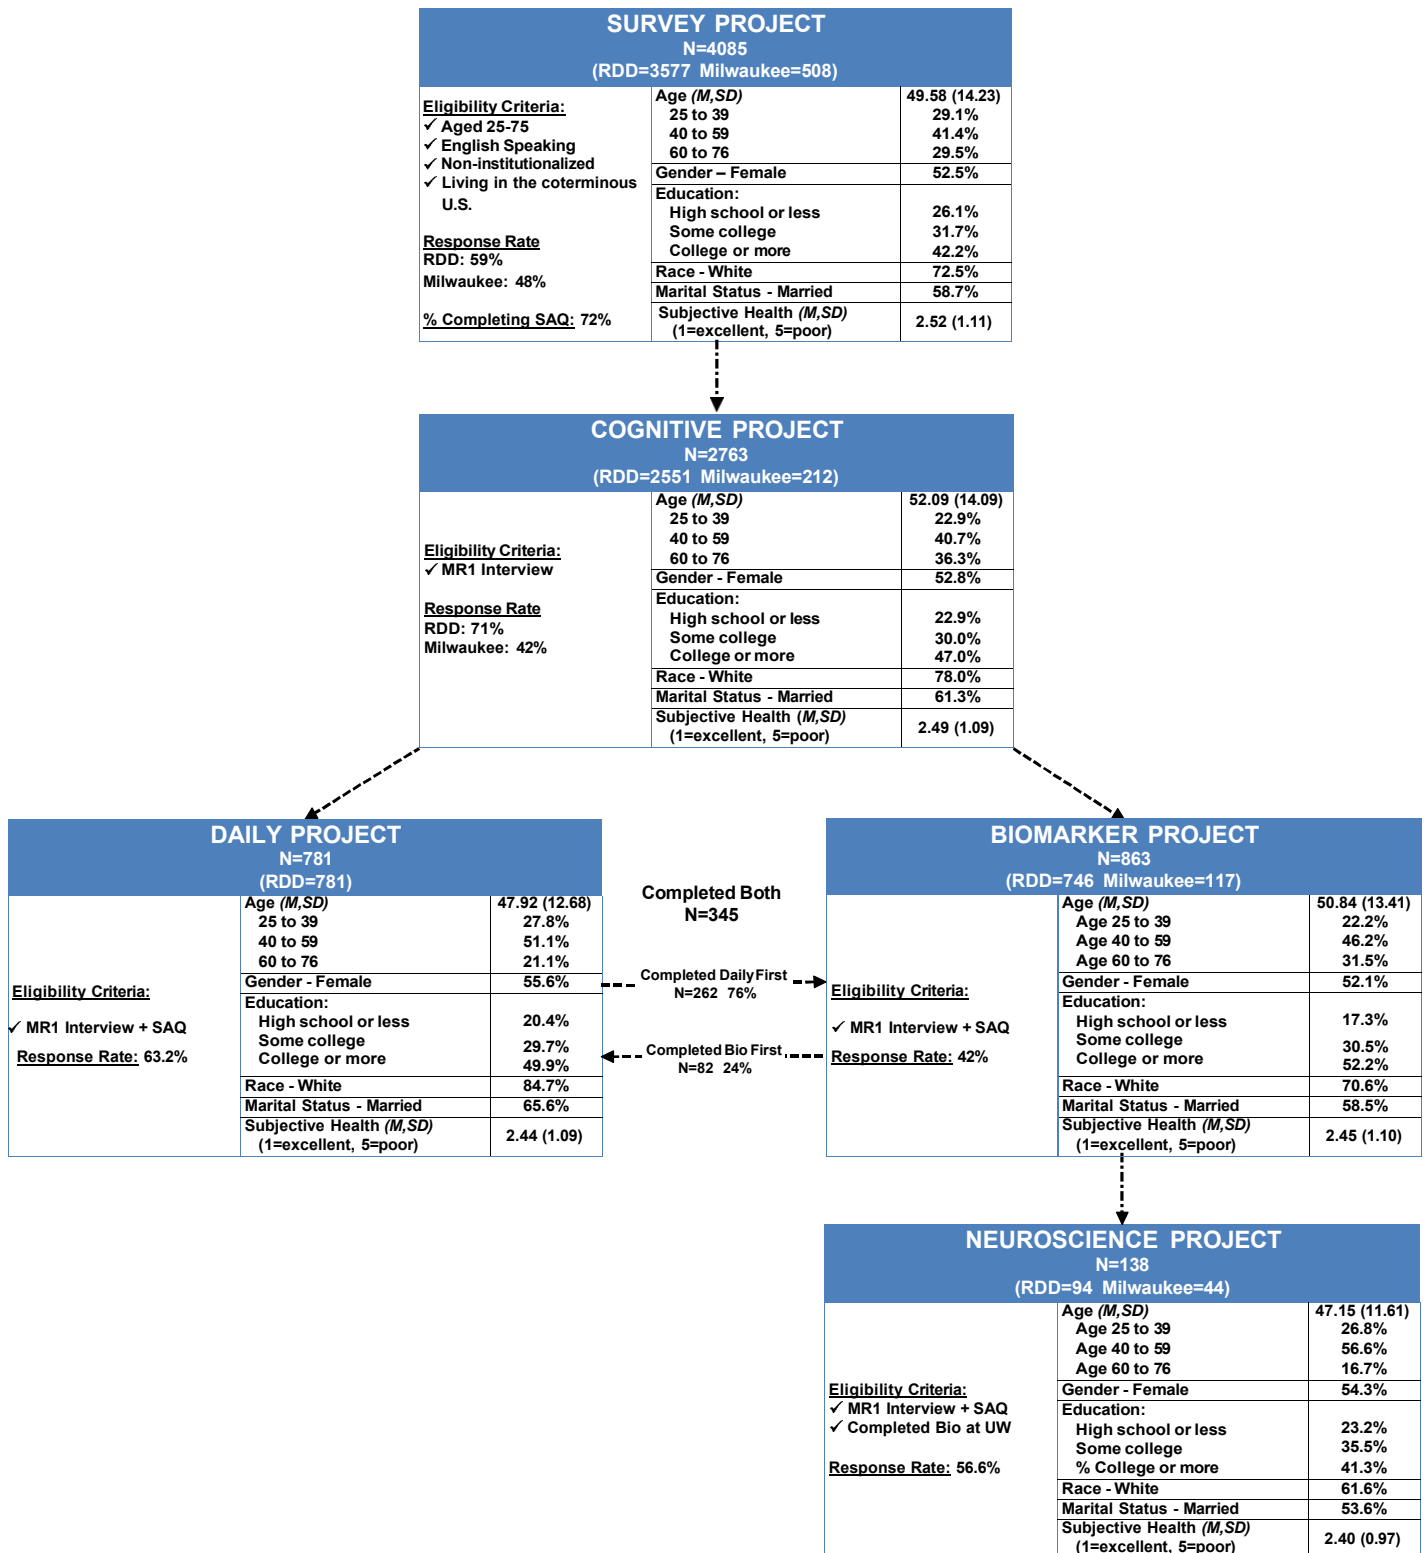 SURVEY PROJECT
N=4085
(RDD=3577 Milwaukee=508)
Eligibility Criteria:
✓ Aged 25-75
✓ English Speaking
✓ Non-institutionalized
✓ Living in the coterminous
U.S.
Response Rate
RDD: 59%
Milwaukee: 48%
% Completing SAQ: 72%
Age (M,SD) 49.58 (14.23)
25 to 39 29.1%
40 to 59 41.4%
60 to 76 29.5%
Gender – Female 52.5%
Education:
High school or less 26.1%
Some college 31.7%
College or more 42.2%
Race - White 72.5%
Marital Status - Married 58.7%
Subjective Health (M,SD)
(1=excellent, 5=poor) 2.52 (1.11)
COGNITIVE PROJECT
N=2763
(RDD=2551 Milwaukee=212)
Eligibility Criteria:
✓ MR1 Interview
Response Rate
RDD: 71%
Milwaukee: 42%
Age (M,SD) 52.09 (14.09)
25 to 39 22.9%
40 to 59 40.7%
60 to 76 36.3%
Gender - Female 52.8%
Education:
High school or less 22.9%
Some college 30.0%
College or more 47.0%
Race - White 78.0%
Marital Status - Married 61.3%
Subjective Health (M,SD)
(1=excellent, 5=poor) 2.49 (1.09)
DAILY PROJECT
N=781
(RDD=781)
Eligibility Criteria:
✓ MR1 Interview + SAQ
Response Rate: 63.2%
Age (M,SD) 47.92 (12.68)
25 to 39 27.8%
40 to 59 51.1%
60 to 76 21.1%
Gender - Female 55.6%
Education:
High school or less 20.4%
Some college 29.7%
College or more 49.9%
Race - White 84.7%
Marital Status - Married 65.6%
Subjective Health (M,SD)
(1=excellent, 5=poor) 2.44 (1.09)
Completed Both
N=345
Completed Daily First
N=262 76%
Completed Bio First
N=82 24%
BIOMARKER PROJECT
N=863
(RDD=746 Milwaukee=117)
Eligibility Criteria:
✓ MR1 Interview + SAQ
Response Rate: 42%
Age (M,SD) 50.84 (13.41)
Age 25 to 39 22.2%
Age 40 to 59 46.2%
Age 60 to 76 31.5%
Gender - Female 52.1%
Education:
High school or less 17.3%
Some college 30.5%
College or more 52.2%
Race - White 70.6%
Marital Status - Married 58.5%
Subjective Health (M,SD)
(1=excellent, 5=poor) 2.45 (1.10)
NEUROSCIENCE PROJECT
N=138
(RDD=94 Milwaukee=44)
Eligibility Criteria:
✓ MR1 Interview + SAQ
✓ Completed Bio at UW
Response Rate: 56.6%
Age (M,SD) 47.15 (11.61)
Age 25 to 39 26.8%
Age 40 to 59 56.6%
Age 60 to 76 16.7%
Gender - Female 54.3%
Education:
High school or less 23.2%
Some college 35.5%
% College or more 41.3%
Race - White 61.6%
Marital Status - Married 53.6%
Subjective Health (M,SD)
(1=excellent, 5=poor) 2.40 (0.97)